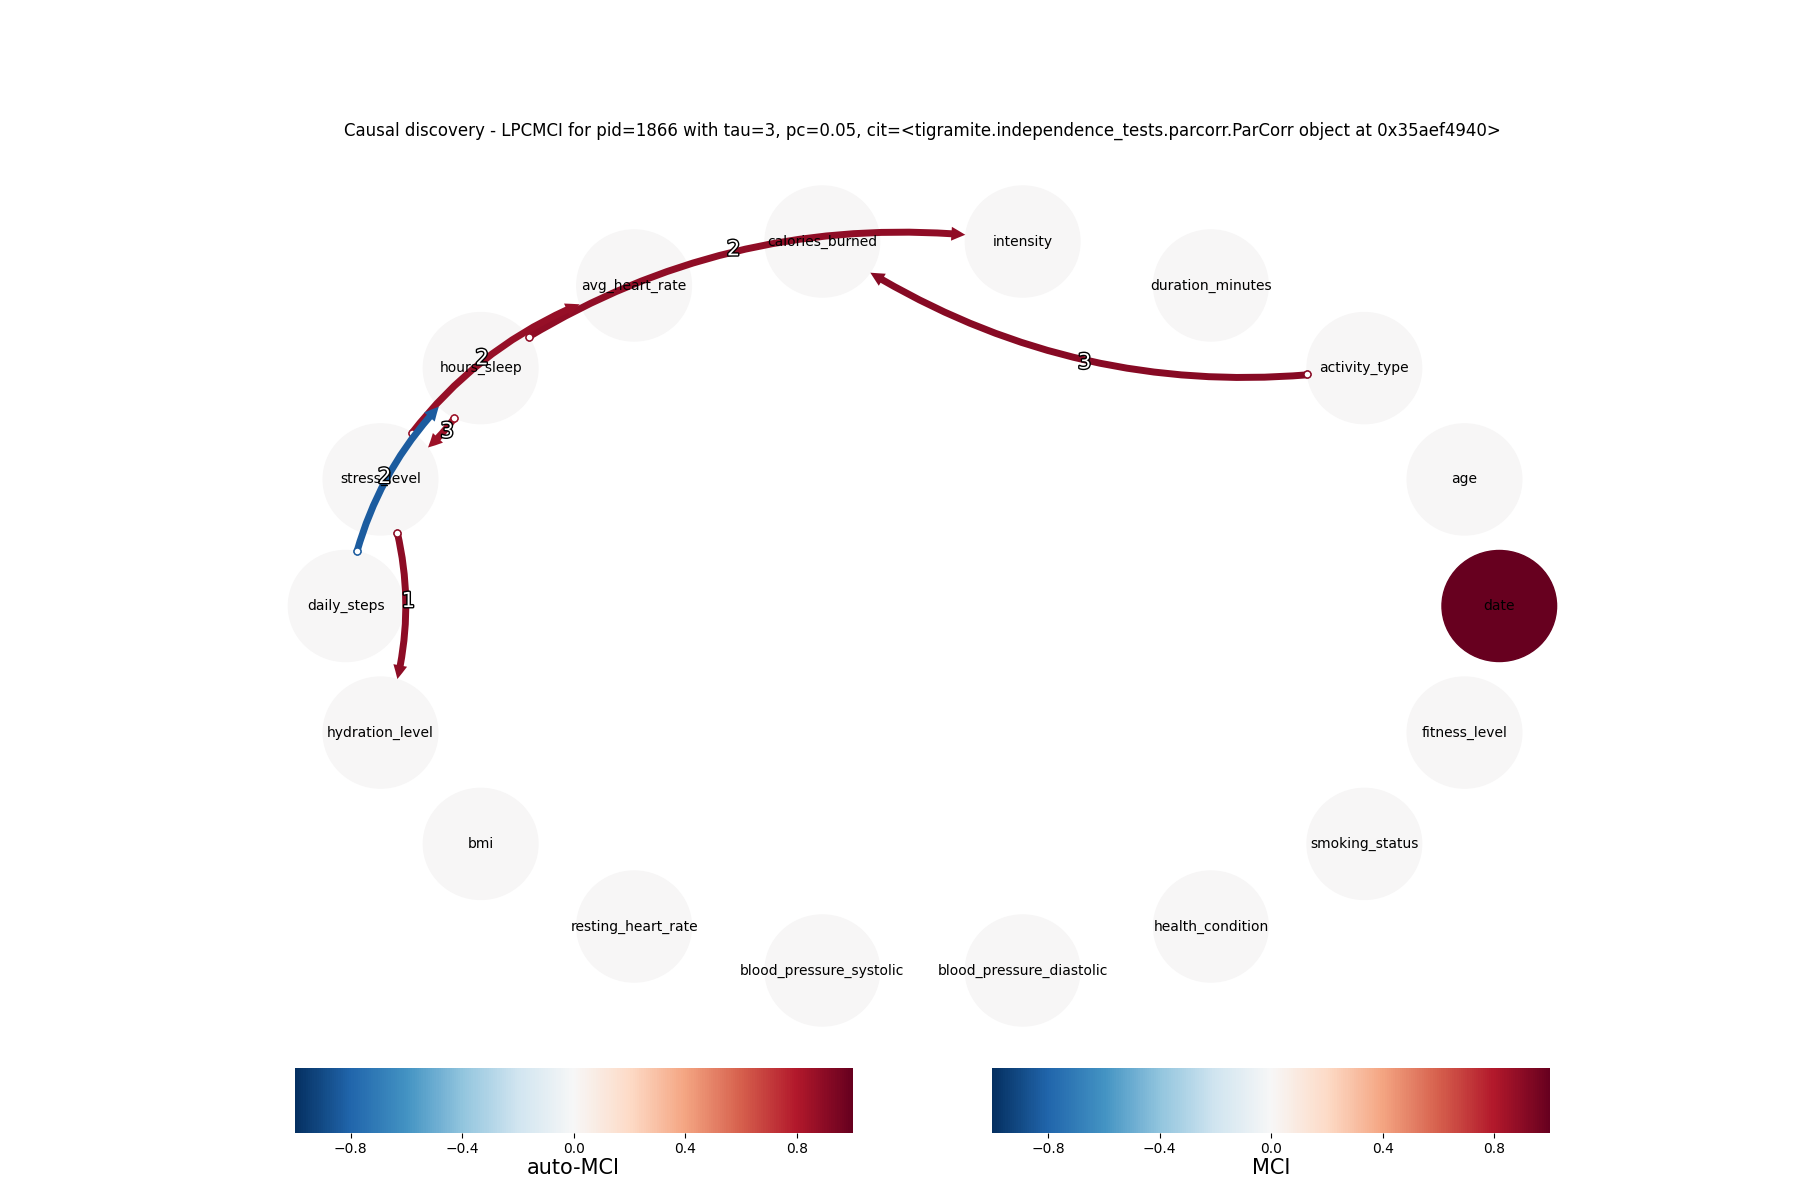 Causal discovery - LPCMCI for pid=1866 with tau=3, pc=0.05, cit=<tigramite.independence_tests.parcorr.ParCorr object at 0x35aef4940>
calories_burned
intensity
2
avg_heart_rate
duration_minutes
2
hours_sleep
3
activity_type
3
2
stress_level
age
1
daily_steps
date
hydration_level
fitness_level
bmi
smoking_status
resting_heart_rate
health_condition
blood_pressure_systolic
blood_pressure_diastolic
−0.8 −0.4 0.0 0.4 0.8
auto-MCI
−0.8 −0.4 0.0 0.4 0.8
MCI